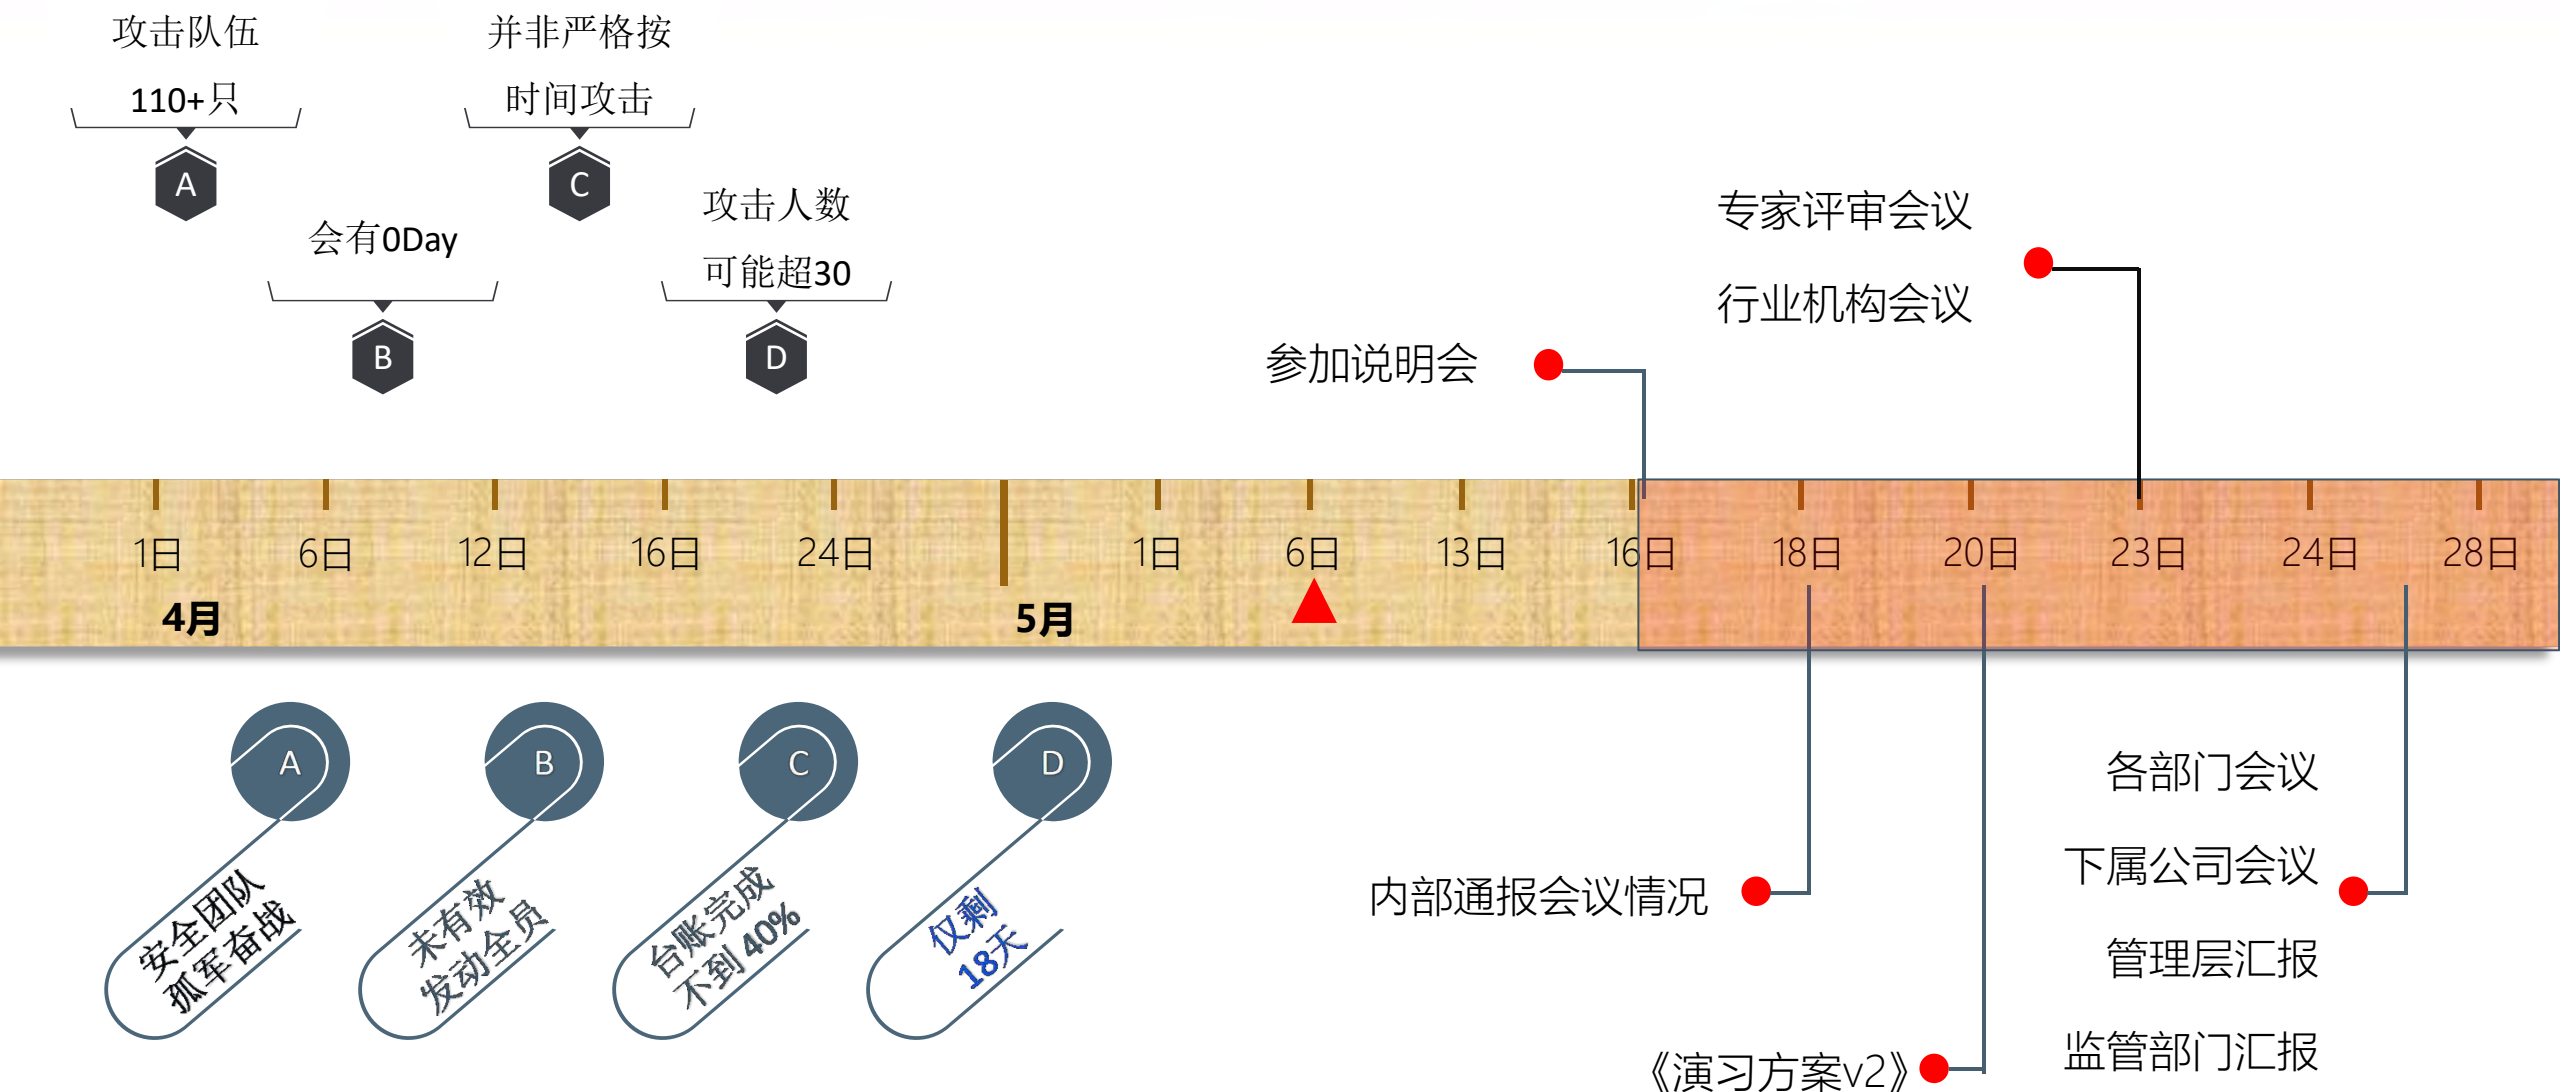 攻击队伍
110+只
A
并非严格按
时间攻击
C
会有0Day
B
攻击人数
可能超30
D
专家评审会议
行业机构会议
参加说明会
1日
6日
12日
16日
24日
1日
6日
13日
16日
18日
20日
23日
24日
28日
4月
5月
A
安全团队
孤军奋战
B
未有效
发动全员
C
台账完成
不到40%
D
仅剩
18天
内部通报会议情况
《演习方案v2》
各部门会议
下属公司会议
管理层汇报
监管部门汇报